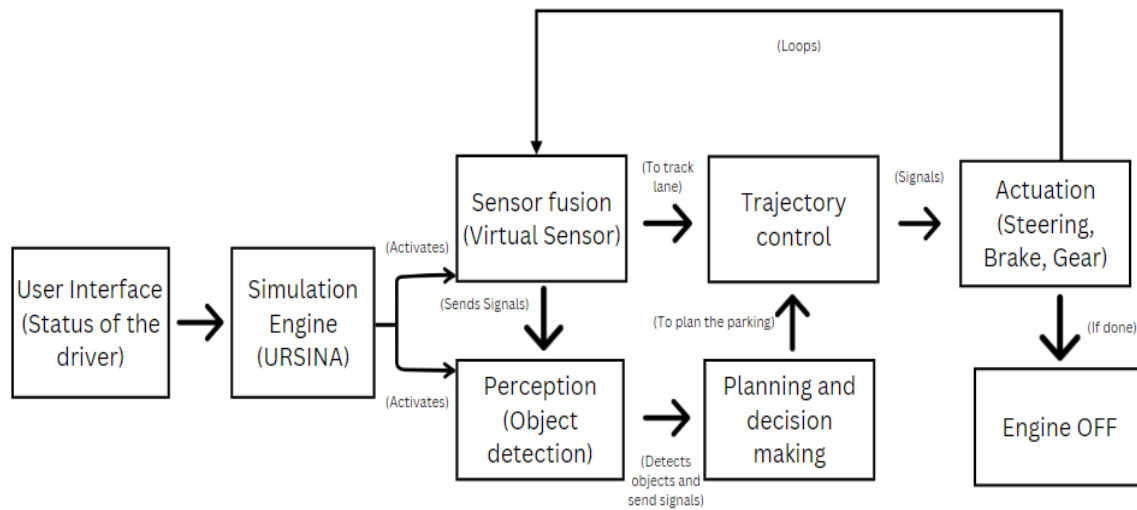 (Loops)
Sensor fusion
(Virtual Sensor)
(To track
lane)
Trajectory
control
(Signals)
Actuation
(Steering,
Brake, Gear)
User Interface
(Status of the
driver)
Simulation
Engine
(URSINA)
(Activates)
(Sends Signals)
(To plan the parking)
(If done)
(Activates)
Perception
(Object
detection)
(Detects
objects and
send signals)
Planning and
decision
making
Engine OFF